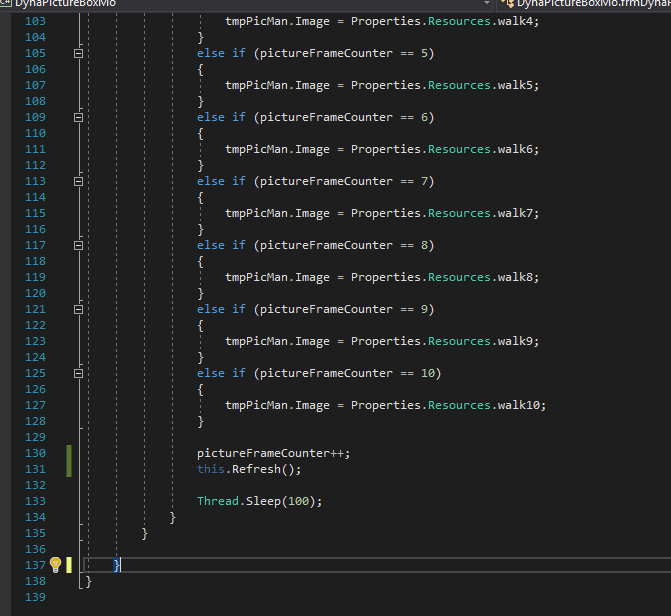 C# DynaPictureBoxMo
DynaPictureBoxMo.frmDynaP
103 tmpPicMan.Image = Properties.Resources.walk4;
104 }
105 else if (pictureFrameCounter == 5)
106 {
107 tmpPicMan.Image = Properties.Resources.walk5;
108 }
109 else if (pictureFrameCounter == 6)
110 {
111 tmpPicMan.Image = Properties.Resources.walk6;
112 }
113 else if (pictureFrameCounter == 7)
114 {
115 tmpPicMan.Image = Properties.Resources.walk7;
116 }
117 else if (pictureFrameCounter == 8)
118 {
119 tmpPicMan.Image = Properties.Resources.walk8;
120 }
121 else if (pictureFrameCounter == 9)
122 {
123 tmpPicMan.Image = Properties.Resources.walk9;
124 }
125 else if (pictureFrameCounter == 10)
126 {
127 tmpPicMan.Image = Properties.Resources.walk10;
128 }
129
130 pictureFrameCounter++;
131 this.Refresh();
132
133 Thread.Sleep(100);
134 }
135 }
136
137 }
138 }
139